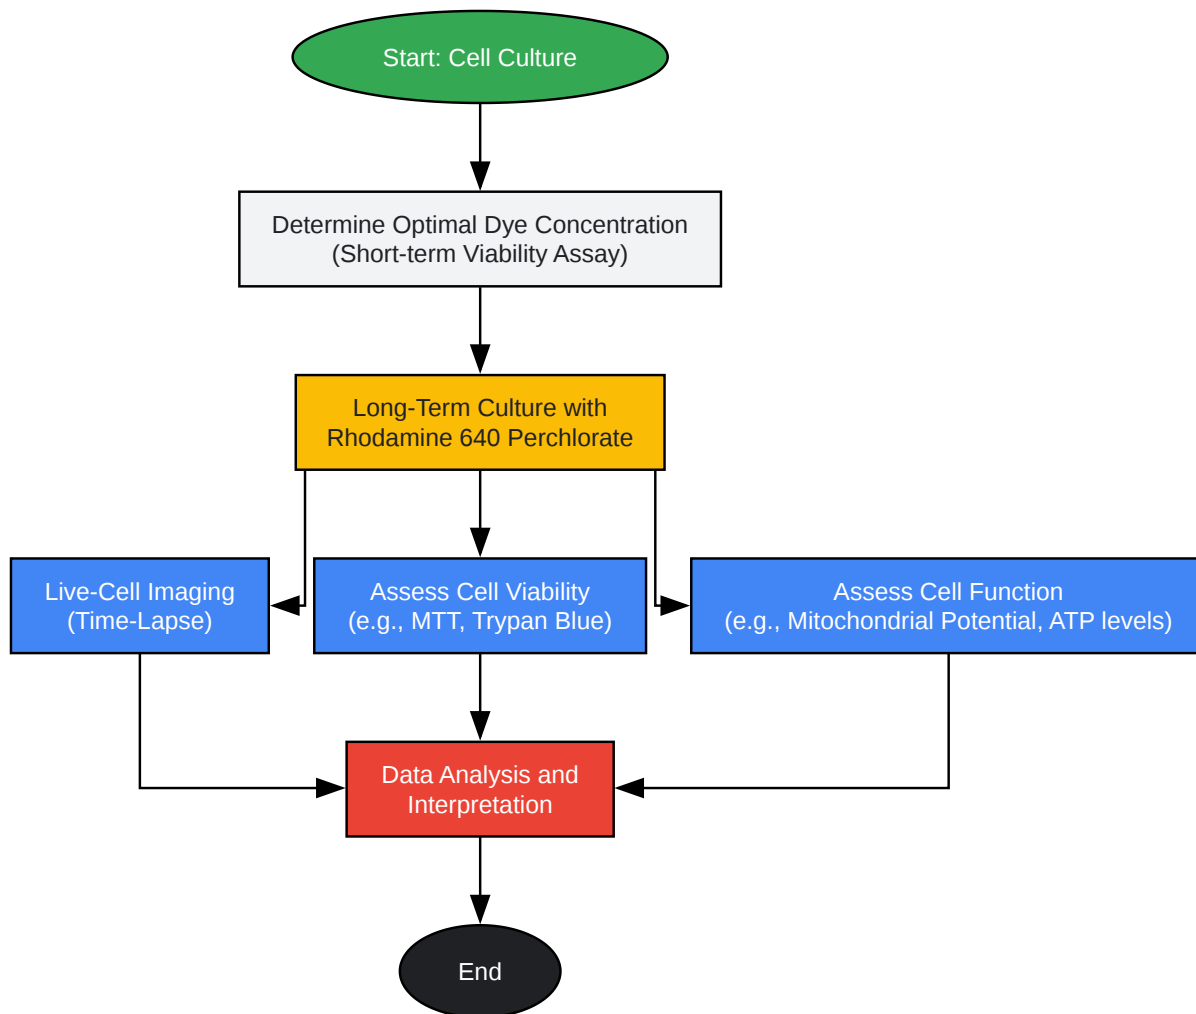 Start: Cell Culture
Determine Optimal Dye Concentration
(Short-term Viability Assay)
Long-Term Culture with
Rhodamine 640 Perchlorate
Live-Cell Imaging
(Time-Lapse)
Assess Cell Viability
(e.g., MTT, Trypan Blue)
Assess Cell Function
(e.g., Mitochondrial Potential, ATP levels)
Data Analysis and
Interpretation
End